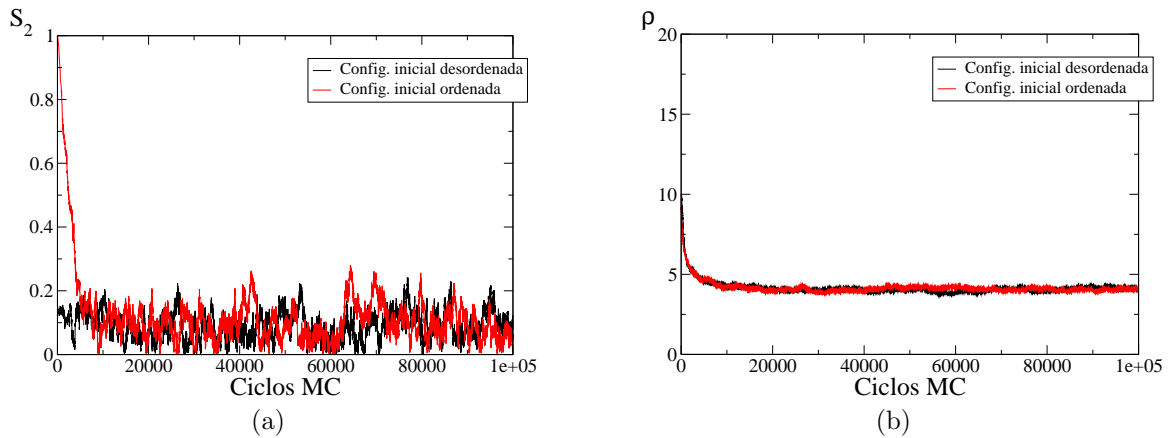 S2
1
0.8
0.6
0.4
0.2
0
0 20000 40000 60000 80000 1e+05
Config. inicial desordenada
Config. inicial ordenada
Ciclos MC
(a)
ρ
20
15
10
5
0
0 20000 40000 60000 80000 1e+05
Config. inicial desordenada
Config. inicial ordenada
Ciclos MC
(b)